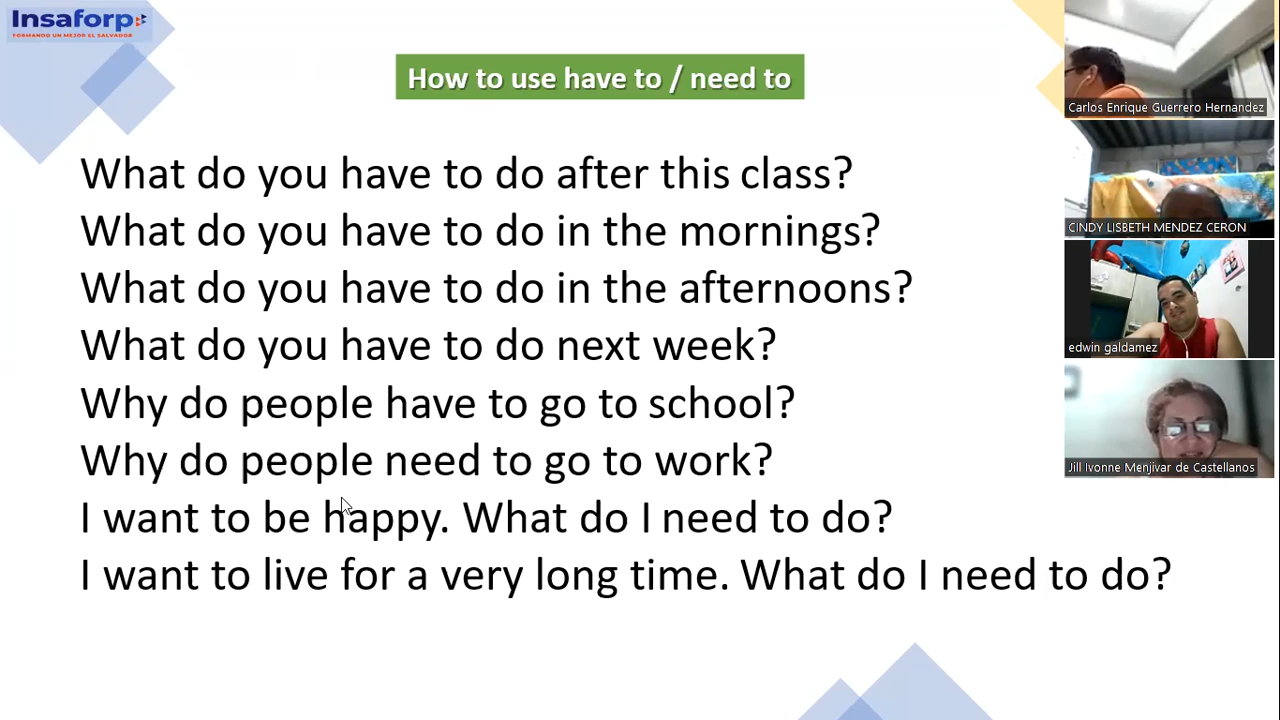 Insaforp
FORMANDO UN MEJOR EL SALVADOR
How to use have to / need to
What do you have to do after this class?
What do you have to do in the mornings?
What do you have to do in the afternoons?
What do you have to do next week?
Why do people have to go to school?
Why do people need to go to work?
I want to be happy. What do I need to do?
I want to live for a very long time. What do I need to do?
Carlos Enrique Guerrero Hernandez
CINDY LISBETH MENDEZ CERON
edwin galdamez
Jill Ivonne Menjivar de Castellanos